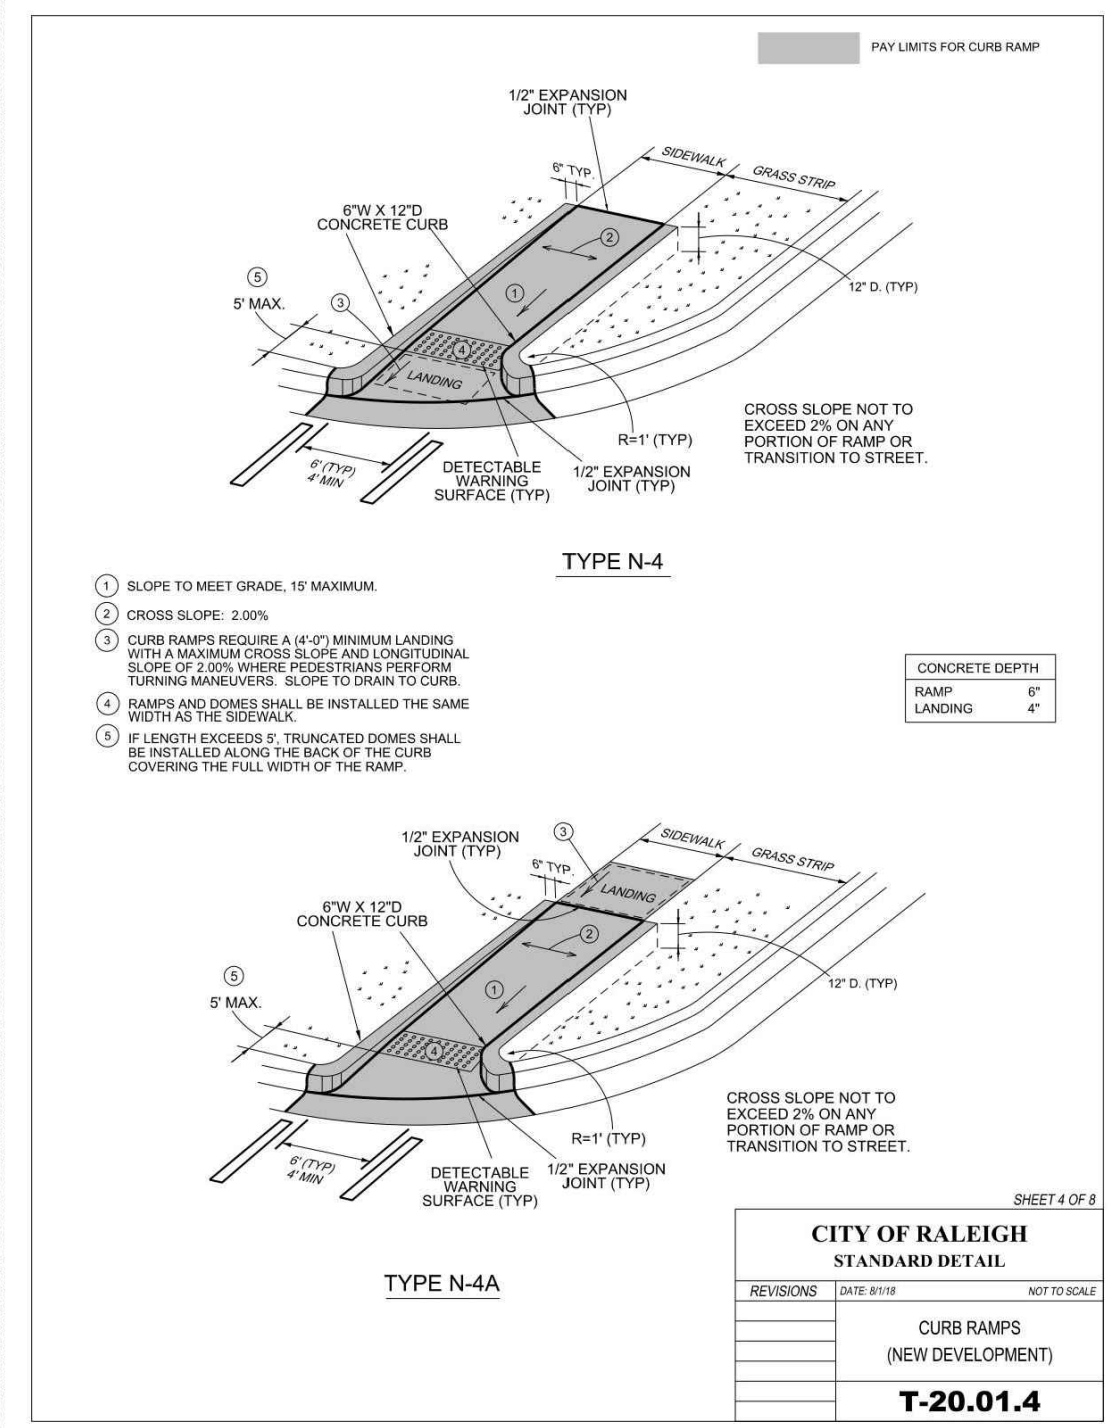 PAY LIMITS FOR CURB RAMP
1/2" EXPANSION
JOINT (TYP)
SIDEWALK
GRASS STRIP
6" TYP.
6"W X 12"D
CONCRETE CURB
2
12" D. (TYP)
5
5' MAX.
3
1
4
LANDING
CROSS SLOPE NOT TO
EXCEED 2% ON ANY
PORTION OF RAMP OR
TRANSITION TO STREET.
R=1' (TYP)
6' (TYP)
4' MIN
DETECTABLE
WARNING
SURFACE (TYP)
1/2" EXPANSION
JOINT (TYP)
TYPE N-4
1 SLOPE TO MEET GRADE, 15' MAXIMUM.
2 CROSS SLOPE: 2.00%
3 CURB RAMPS REQUIRE A (4'-0") MINIMUM LANDING
WITH A MAXIMUM CROSS SLOPE AND LONGITUDINAL
SLOPE OF 2.00% WHERE PEDESTRIANS PERFORM
TURNING MANEUVERS. SLOPE TO DRAIN TO CURB.
4 RAMPS AND DOMES SHALL BE INSTALLED THE SAME
WIDTH AS THE SIDEWALK.
5 IF LENGTH EXCEEDS 5', TRUNCATED DOMES SHALL
BE INSTALLED ALONG THE BACK OF THE CURB
COVERING THE FULL WIDTH OF THE RAMP.
CONCRETE DEPTH
RAMP 6"
LANDING 4"
1/2" EXPANSION
JOINT (TYP)
3
SIDEWALK
GRASS STRIP
6" TYP.
LANDING
6"W X 12"D
CONCRETE CURB
2
12" D. (TYP)
5
5' MAX.
1
4
CROSS SLOPE NOT TO
EXCEED 2% ON ANY
PORTION OF RAMP OR
TRANSITION TO STREET.
R=1' (TYP)
6' (TYP)
4' MIN
DETECTABLE
WARNING
SURFACE (TYP)
1/2" EXPANSION
JOINT (TYP)
TYPE N-4A
SHEET 4 OF 8
CITY OF RALEIGH
STANDARD DETAIL
REVISIONS
DATE: 8/1/18
NOT TO SCALE
CURB RAMPS
(NEW DEVELOPMENT)
T-20.01.4